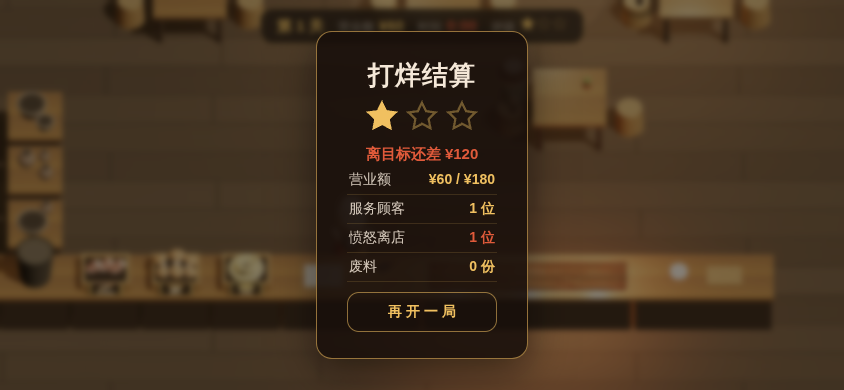 打烊结算
离目标还差 ¥120
营业额 ¥60 / ¥180
服务顾客 1 位
愤怒离店 1 位
废料 0 份
再开一局